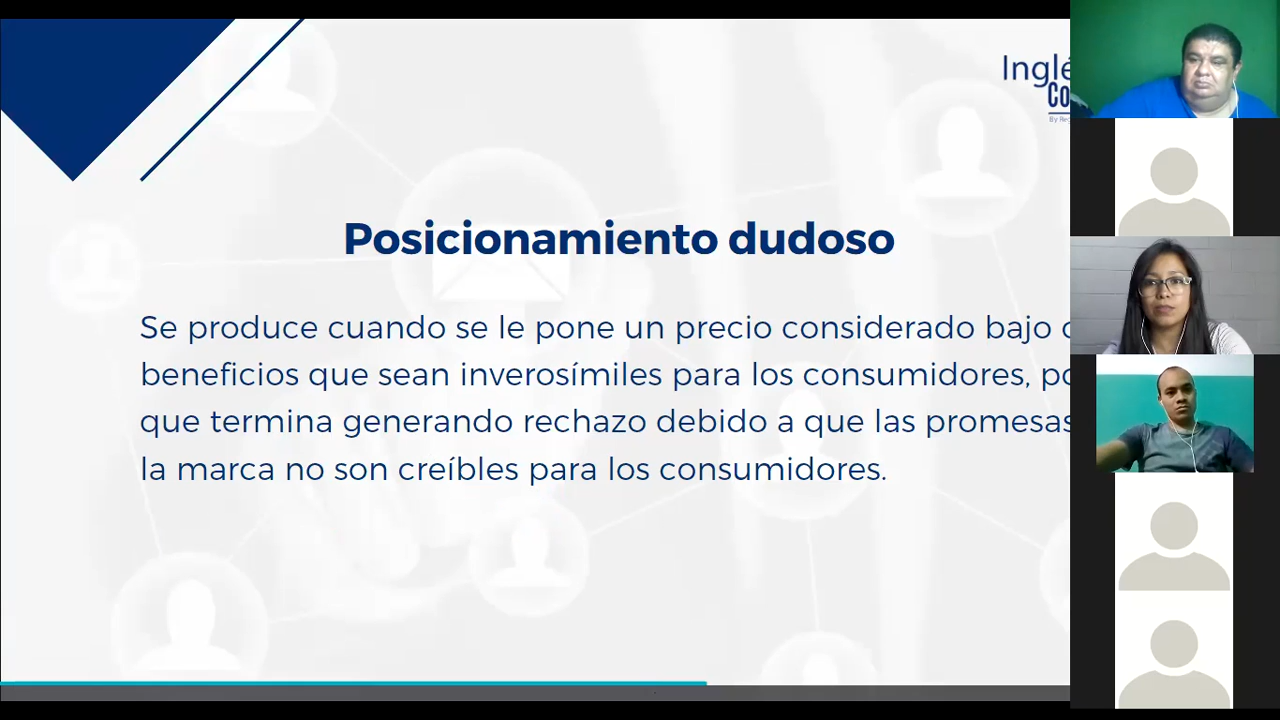 Inglé
Co
Posicionamiento dudoso
Se produce cuando se le pone un precio considerado bajo
beneficios que sean inverosímiles para los consumidores,
que termina generando rechazo debido a que las promesas
la marca no son creíbles para los consumidores.